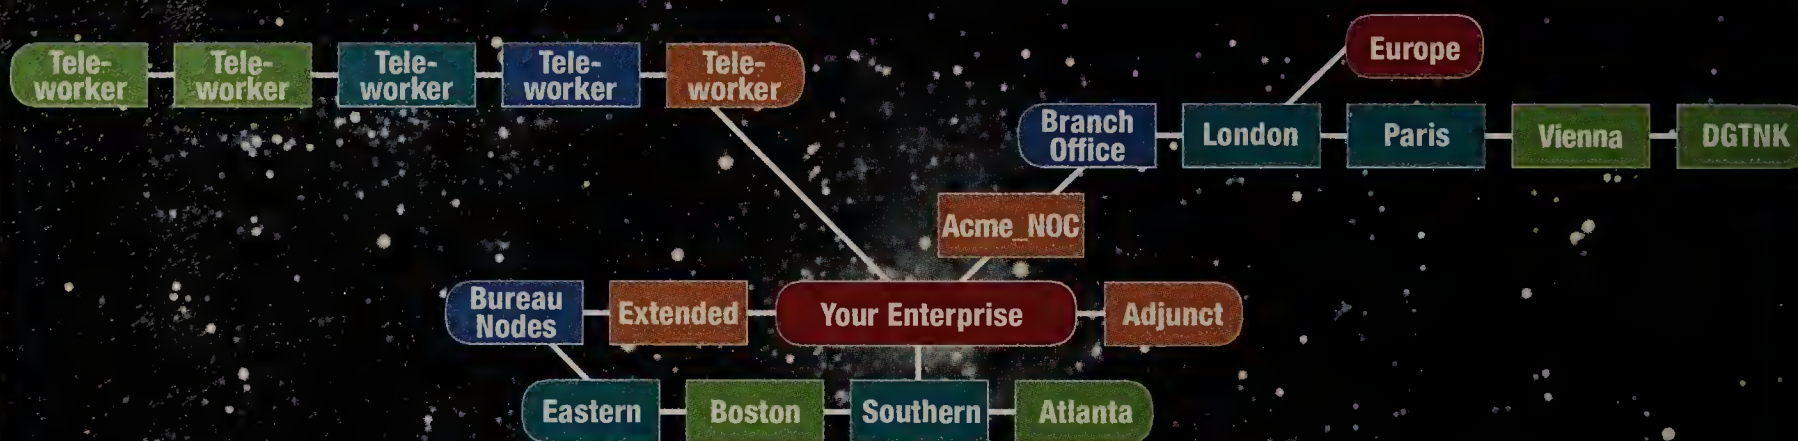 Tele-
worker
Tele-
worker
Tele-
worker
Tele-
worker
Tele-
worker
Europe
Branch
Office
London
Paris
Vienna
DGTNK
Acme_NOC
Bureau
Nodes
Extended
Your Enterprise
Adjunct
Eastern
Boston
Southern
Atlanta